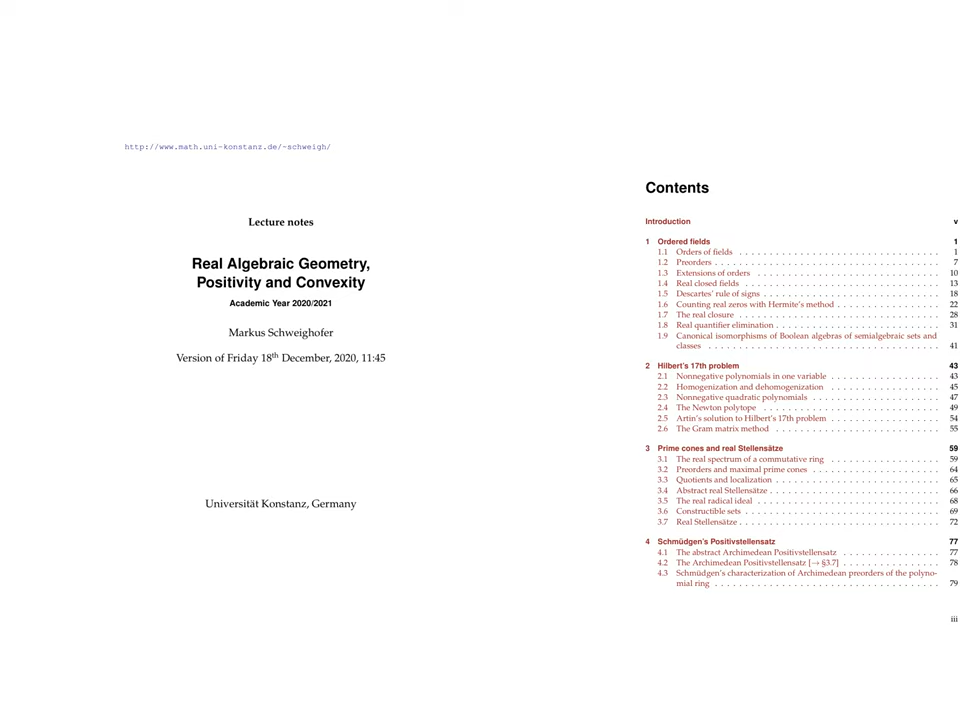 http://www.math.uni-konstanz.de/~schweigh/
Lecture notes
Real Algebraic Geometry,
Positivity and Convexity
Academic Year 2020/2021
Markus Schweighofer
Version of Friday 18th December, 2020, 11:45
Universität Konstanz, Germany
Contents
Introduction v
1 Ordered fields 1
1.1 Orders of fields . . . . . . . . . . . . . . . . . . . . . . . . . . . . . . . . . 1
1.2 Preorders . . . . . . . . . . . . . . . . . . . . . . . . . . . . . . . . . . . . . 7
1.3 Extensions of orders . . . . . . . . . . . . . . . . . . . . . . . . . . . . . . 10
1.4 Real closed fields . . . . . . . . . . . . . . . . . . . . . . . . . . . . . . . . 13
1.5 Descartes' rule of signs . . . . . . . . . . . . . . . . . . . . . . . . . . . . . 18
1.6 Counting real zeros with Hermite's method . . . . . . . . . . . . . . . . . 22
1.7 The real closure . . . . . . . . . . . . . . . . . . . . . . . . . . . . . . . . . 28
1.8 Real quantifier elimination . . . . . . . . . . . . . . . . . . . . . . . . . . . 31
1.9 Canonical isomorphisms of Boolean algebras of semialgebraic sets and
classes . . . . . . . . . . . . . . . . . . . . . . . . . . . . . . . . . . . . . . 41
2 Hilbert's 17th problem 43
2.1 Nonnegative polynomials in one variable . . . . . . . . . . . . . . . . . . 43
2.2 Homogenization and dehomogenization . . . . . . . . . . . . . . . . . . 45
2.3 Nonnegative quadratic polynomials . . . . . . . . . . . . . . . . . . . . . 47
2.4 The Newton polytope . . . . . . . . . . . . . . . . . . . . . . . . . . . . . 49
2.5 Artin's solution to Hilbert's 17th problem . . . . . . . . . . . . . . . . . . 54
2.6 The Gram matrix method . . . . . . . . . . . . . . . . . . . . . . . . . . . 55
3 Prime cones and real Stellensätze 59
3.1 The real spectrum of a commutative ring . . . . . . . . . . . . . . . . . . 59
3.2 Preorders and maximal prime cones . . . . . . . . . . . . . . . . . . . . . 64
3.3 Quotients and localization . . . . . . . . . . . . . . . . . . . . . . . . . . . 65
3.4 Abstract real Stellensätze . . . . . . . . . . . . . . . . . . . . . . . . . . . . 66
3.5 The real radical ideal . . . . . . . . . . . . . . . . . . . . . . . . . . . . . . 68
3.6 Constructible sets . . . . . . . . . . . . . . . . . . . . . . . . . . . . . . . . 69
3.7 Real Stellensätze . . . . . . . . . . . . . . . . . . . . . . . . . . . . . . . . . 72
4 Schmüdgen's Positivstellensatz 77
4.1 The abstract Archimedean Positivstellensatz . . . . . . . . . . . . . . . . 77
4.2 The Archimedean Positivstellensatz [→ §3.7] . . . . . . . . . . . . . . . . 78
4.3 Schmüdgen's characterization of Archimedean preorders of the polyno-
mial ring . . . . . . . . . . . . . . . . . . . . . . . . . . . . . . . . . . . . . 79
iii